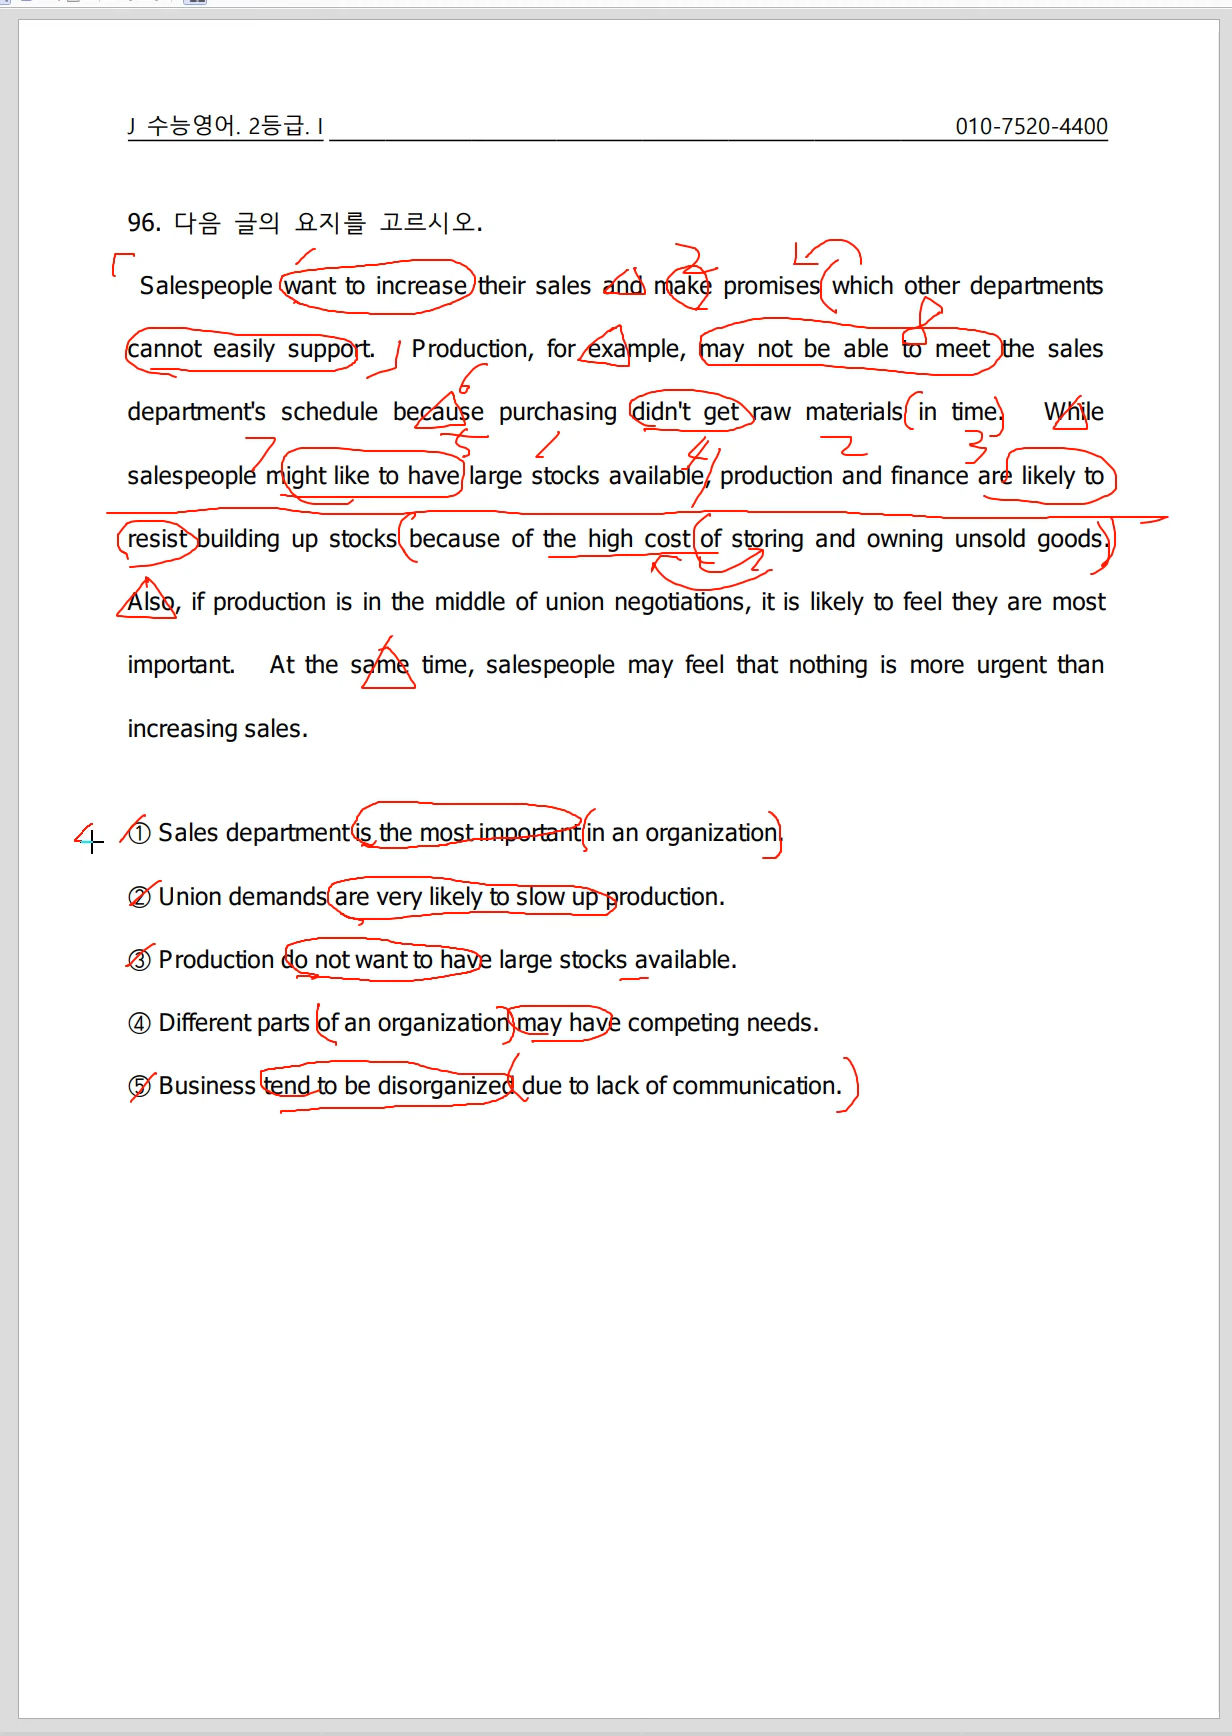 J 수능영어. 2등급. I 010-7520-4400
96. 다음 글의 요지를 고르시오.
Salespeople want to increase their sales and make promises which other departments
cannot easily support. Production, for example, may not be able to meet the sales
department's schedule because purchasing didn't get raw materials in time. While
salespeople might like to have large stocks available, production and finance are likely to
resist building up stocks because of the high cost of storing and owning unsold goods.
Also, if production is in the middle of union negotiations, it is likely to feel they are most
important. At the same time, salespeople may feel that nothing is more urgent than
increasing sales.
① Sales department is the most important in an organization.
② Union demands are very likely to slow up production.
③ Production do not want to have large stocks available.
④ Different parts of an organization may have competing needs.
⑤ Business tend to be disorganized due to lack of communication.